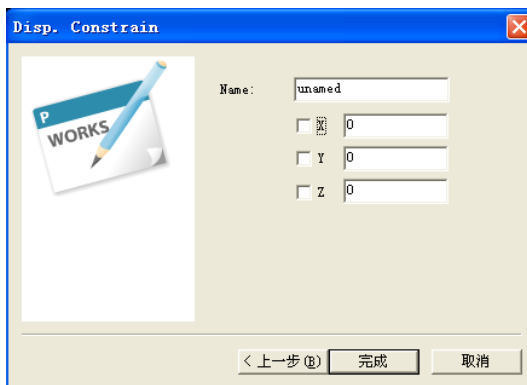 Disp. Constrain
P
WORKS
Name: unamed
X 0
Y 0
Z 0
< 上一步(B) 完成 取消